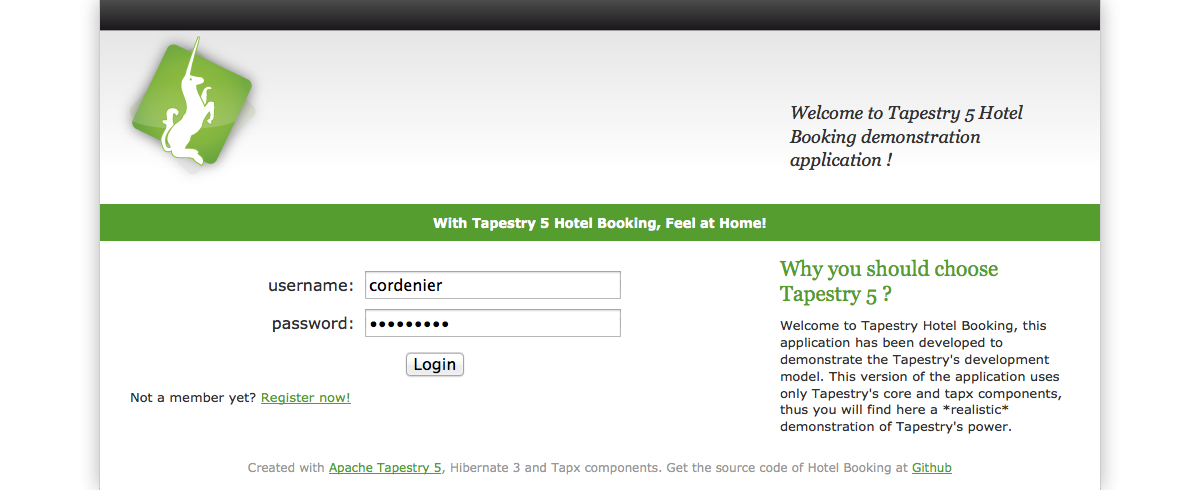 Welcome to Tapestry 5 Hotel
Booking demonstration
application !
With Tapestry 5 Hotel Booking, Feel at Home!
username: cordenier
password: •••••••••
Login
Not a member yet? Register now!
Why you should choose
Tapestry 5 ?
Welcome to Tapestry Hotel Booking, this
application has been developed to
demonstrate the Tapestry's development
model. This version of the application uses
only Tapestry's core and tapx components,
thus you will find here a *realistic*
demonstration of Tapestry's power.
Created with Apache Tapestry 5, Hibernate 3 and Tapx components. Get the source code of Hotel Booking at Github